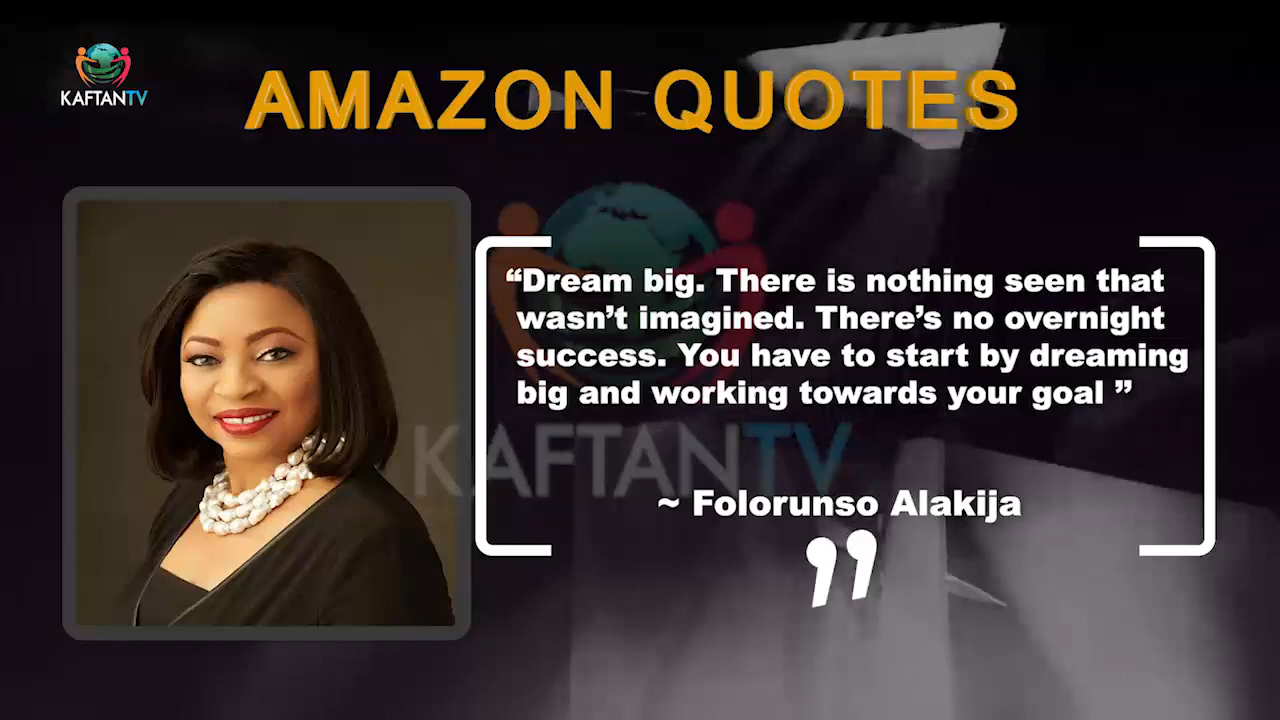 KAFTANTV
AMAZON QUOTES
“Dream big. There is nothing seen that
wasn’t imagined. There’s no overnight
success. You have to start by dreaming
big and working towards your goal ”
KAFTANTV
~ Folorunso Alakija
”